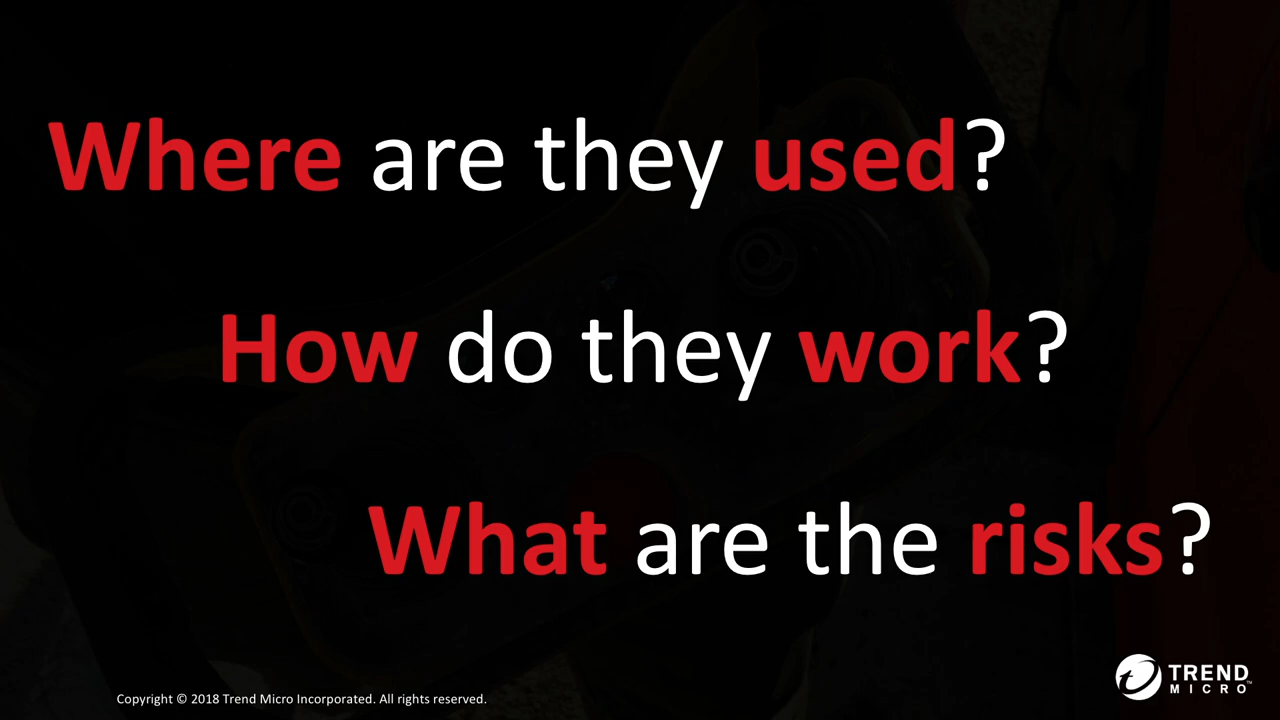 Where are they used?
How do they work?
What are the risks?
Copyright © 2018 Trend Micro Incorporated. All rights reserved.
TREND
MICRO™